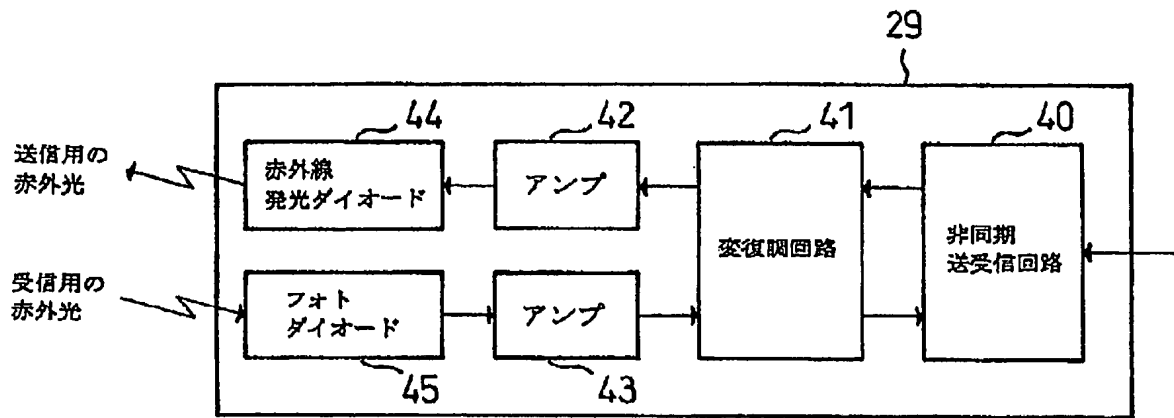 29
44
42
41
40
送信用の
赤外光
赤外線
発光ダイオード
アンプ
変復調回路
非同期
送受信回路
受信用の
赤外光
フォト
ダイオード
アンプ
45
43